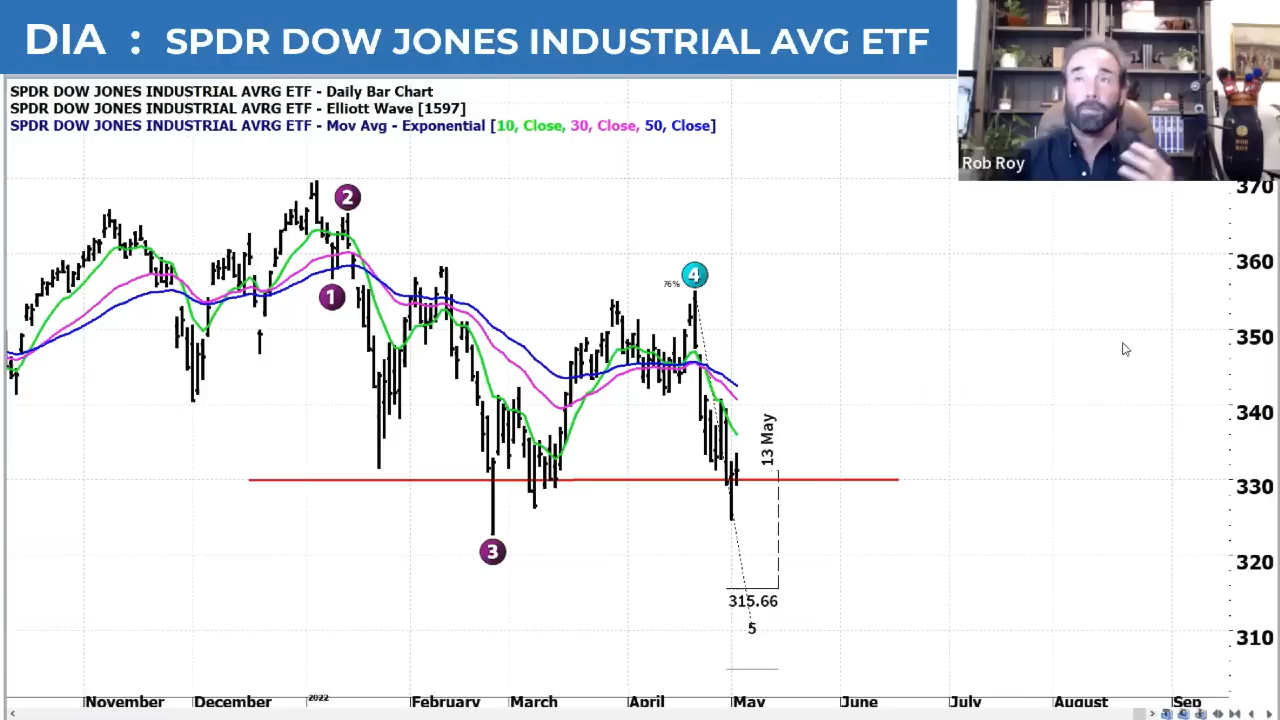 DIA : SPDR DOW JONES INDUSTRIAL AVG ETF
SPDR DOW JONES INDUSTRIAL AVRG ETF - Daily Bar Chart
SPDR DOW JONES INDUSTRIAL AVRG ETF - Elliott Wave [1597]
SPDR DOW JONES INDUSTRIAL AVRG ETF - Mov Avg - Exponential [10, Close, 30, Close, 50, Close]
Rob Roy
ROB
ROY
370
2
360
4
76%
1
350
340
13 May
330
3
320
315.66
5
310
November December 2022 February March April May June July August Sep